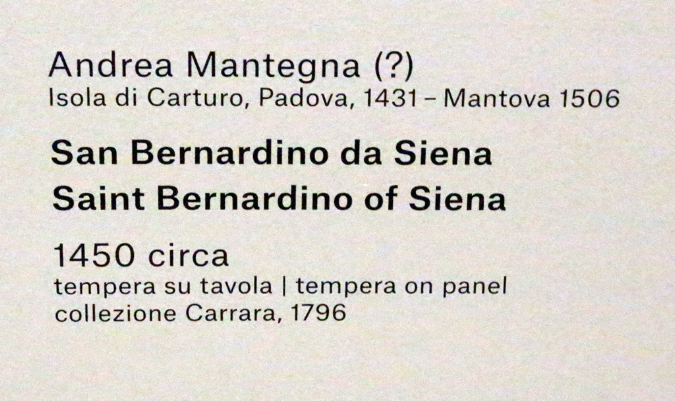 Andrea Mantegna (?)
Isola di Carturo, Padova, 1431 – Mantova 1506
San Bernardino da Siena
Saint Bernardino of Siena
1450 circa
tempera su tavola | tempera on panel
collezione Carrara, 1796